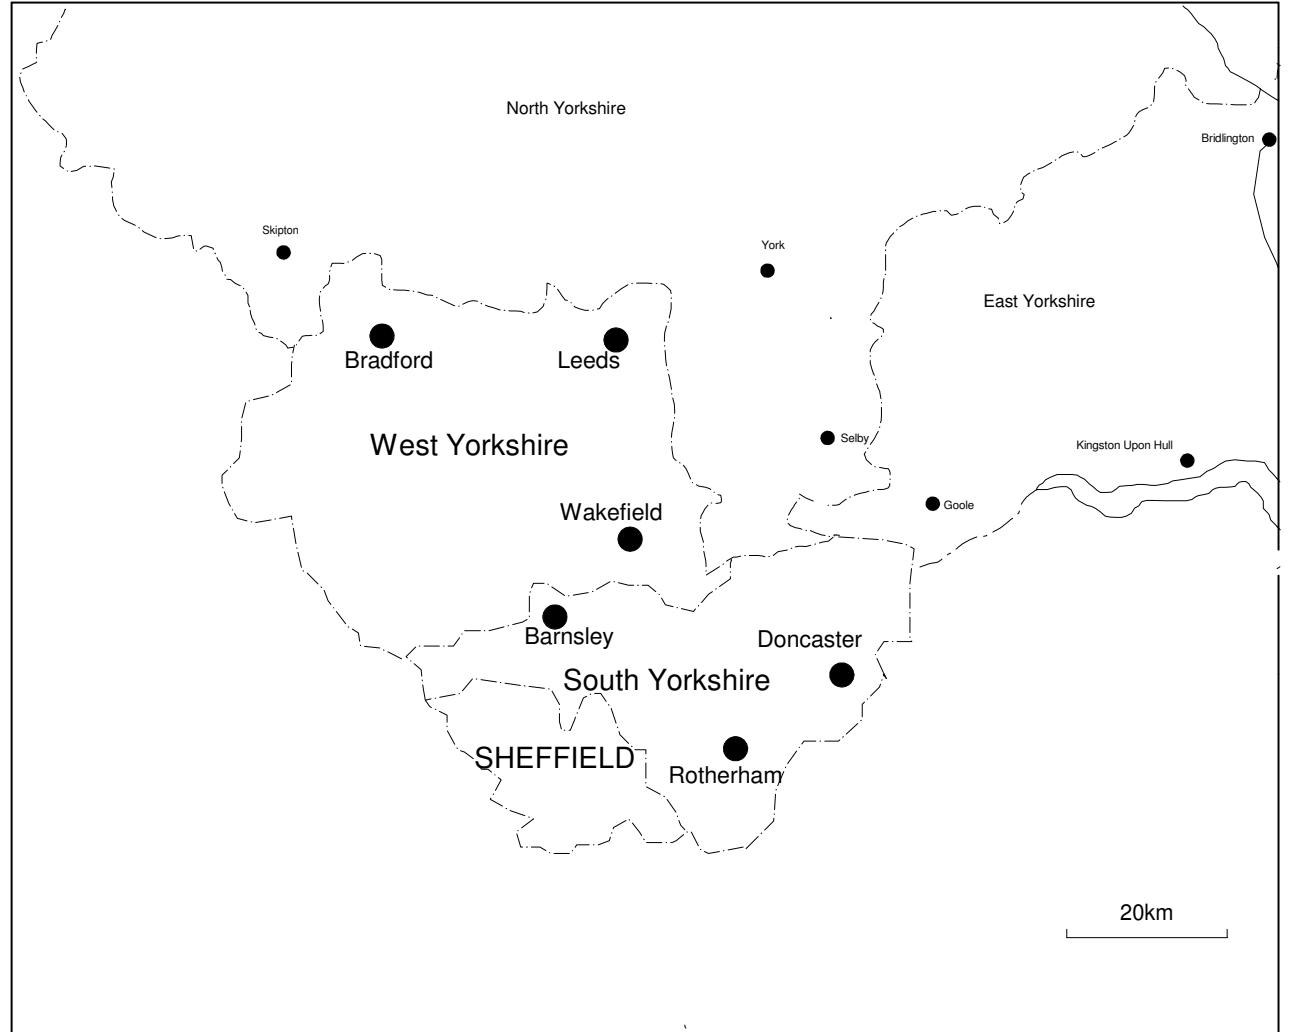 North Yorkshire
Bridlington
Skipton
York
East Yorkshire
Bradford
Leeds
West Yorkshire
Selby
Kingston Upon Hull
Goole
Wakefield
Barnsley
Doncaster
South Yorkshire
SHEFFIELD
Rotherham
20km